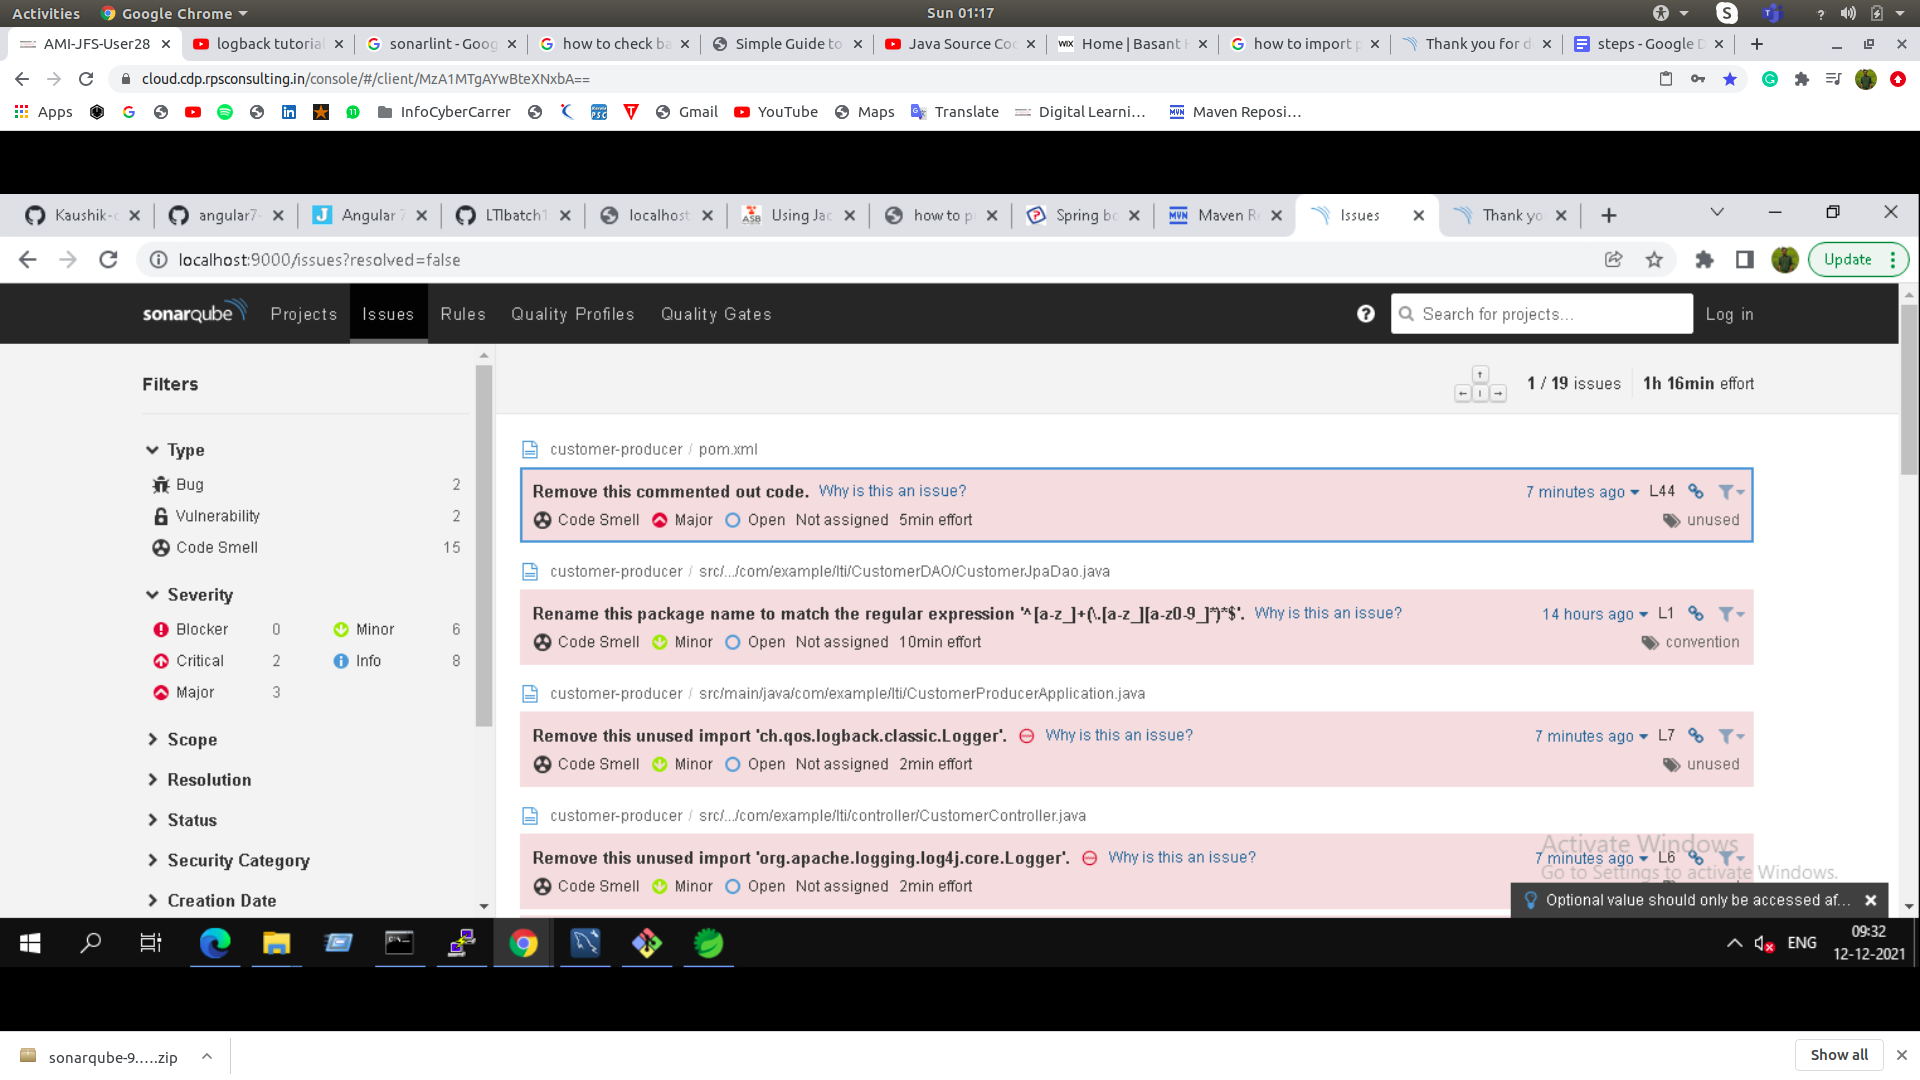 Activities Google Chrome Sun 01:17 ?
AMI-JFS-User28 logback tutorial sonarlint - Goog how to check ba Simple Guide to Java Source Co Home | Basant how to import p Thank you for d steps - Google D
cloud.cdp.rpsconsulting.in/console/#/client/MzA1MTgAYwBteXNxbA==
Apps InfoCyberCarrer Gmail YouTube Maps Translate Digital Learni… Maven Reposi…
Kaushik-c angular7- Angular 7 LTIbatch1 localhost Using Jac how to p Spring bo Maven Re Issues Thank yo
localhost:9000/issues?resolved=false Update
sonarqube Projects Issues Rules Quality Profiles Quality Gates ? Search for projects... Log in
Filters
1 / 19 issues 1h 16min effort
Type
Bug 2
Vulnerability 2
Code Smell 15
Severity
Blocker 0 Minor 6
Critical 2 Info 8
Major 3
Scope
Resolution
Status
Security Category
Creation Date
customer-producer / pom.xml
Remove this commented out code. Why is this an issue? 7 minutes ago L44
Code Smell Major Open Not assigned 5min effort unused
customer-producer / src/.../com/example/lti/CustomerDAO/CustomerJpaDao.java
Rename this package name to match the regular expression '^[a-z_]+(\.[a-z_][a-z0-9_]*)*$'. Why is this an issue? 14 hours ago L1
Code Smell Minor Open Not assigned 10min effort convention
customer-producer / src/main/java/com/example/lti/CustomerProducerApplication.java
Remove this unused import 'ch.qos.logback.classic.Logger'. Why is this an issue? 7 minutes ago L7
Code Smell Minor Open Not assigned 2min effort unused
customer-producer / src/.../com/example/lti/controller/CustomerController.java
Remove this unused import 'org.apache.logging.log4j.core.Logger'. Why is this an issue? 7 minutes ago L6
Code Smell Minor Open Not assigned 2min effort
Activate Windows
Go to Settings to activate Windows.
Optional value should only be accessed af...
ENG 09:32
12-12-2021
sonarqube-9.….zip Show all